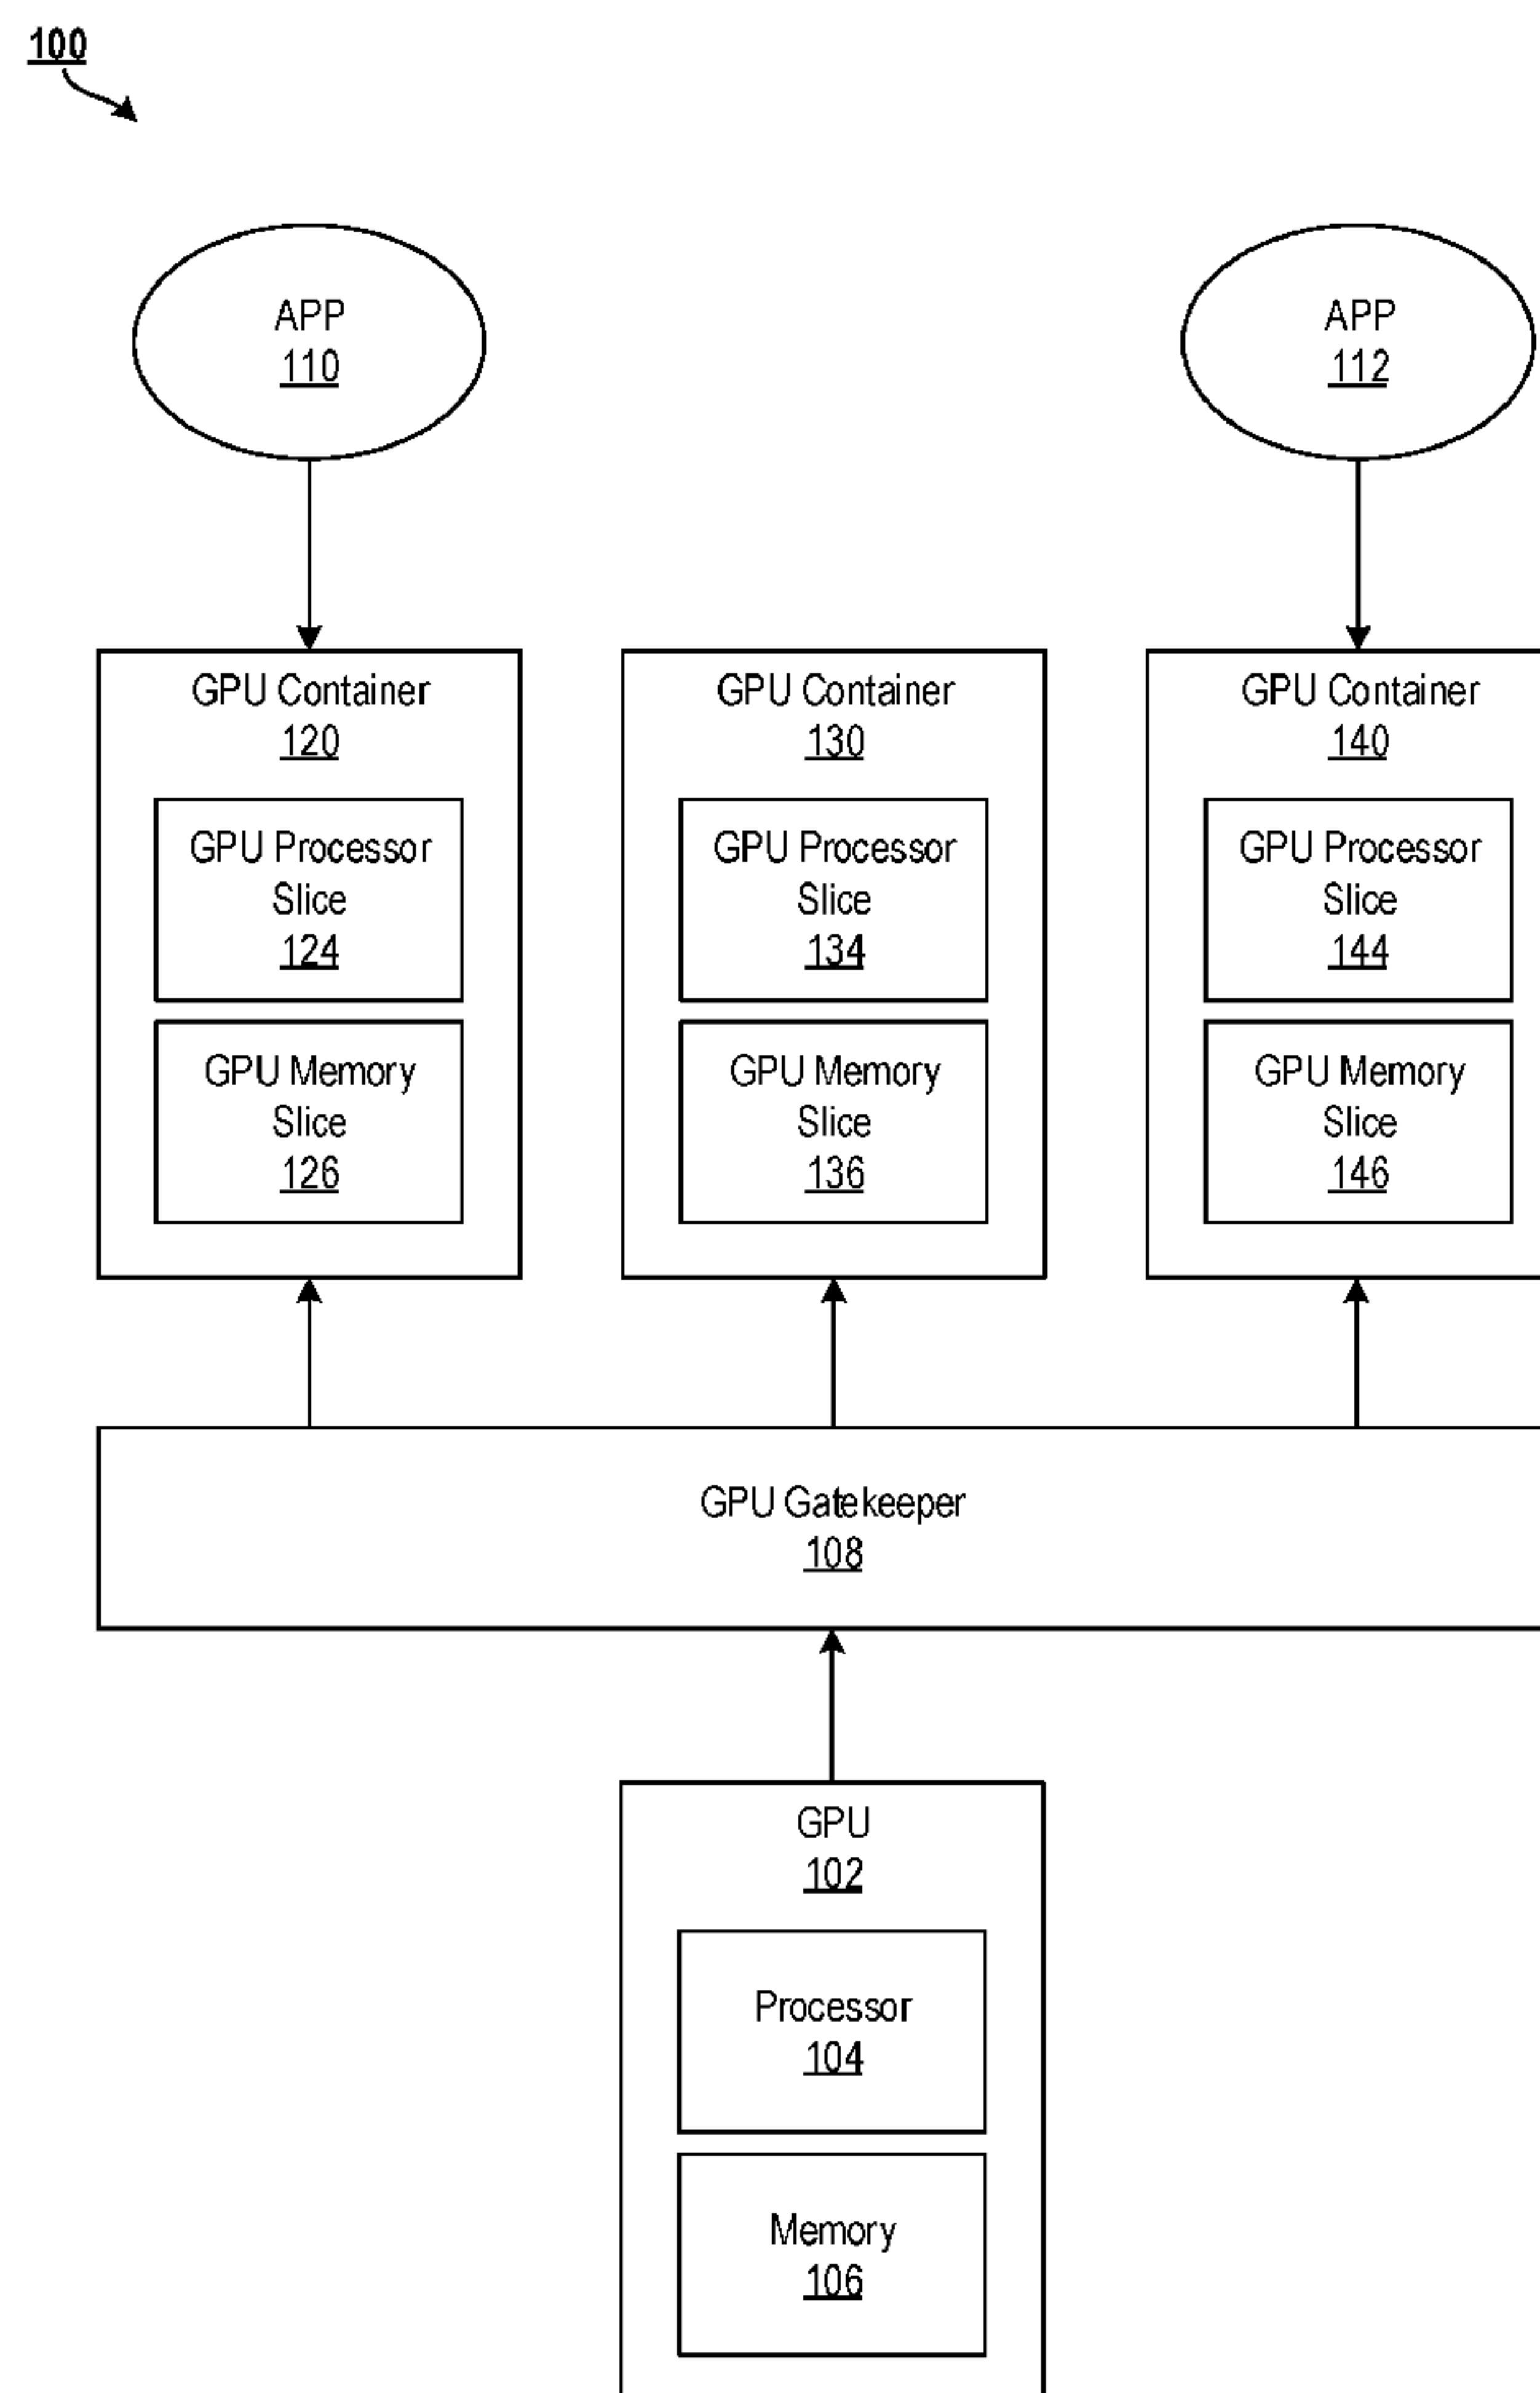 100
APP
110
APP
112
GPU Container
120
GPU Processor
Slice
124
GPU Memory
Slice
126
GPU Container
130
GPU Processor
Slice
134
GPU Memory
Slice
136
GPU Container
140
GPU Processor
Slice
144
GPU Memory
Slice
146
GPU Gatekeeper
108
GPU
102
Processor
104
Memory
106